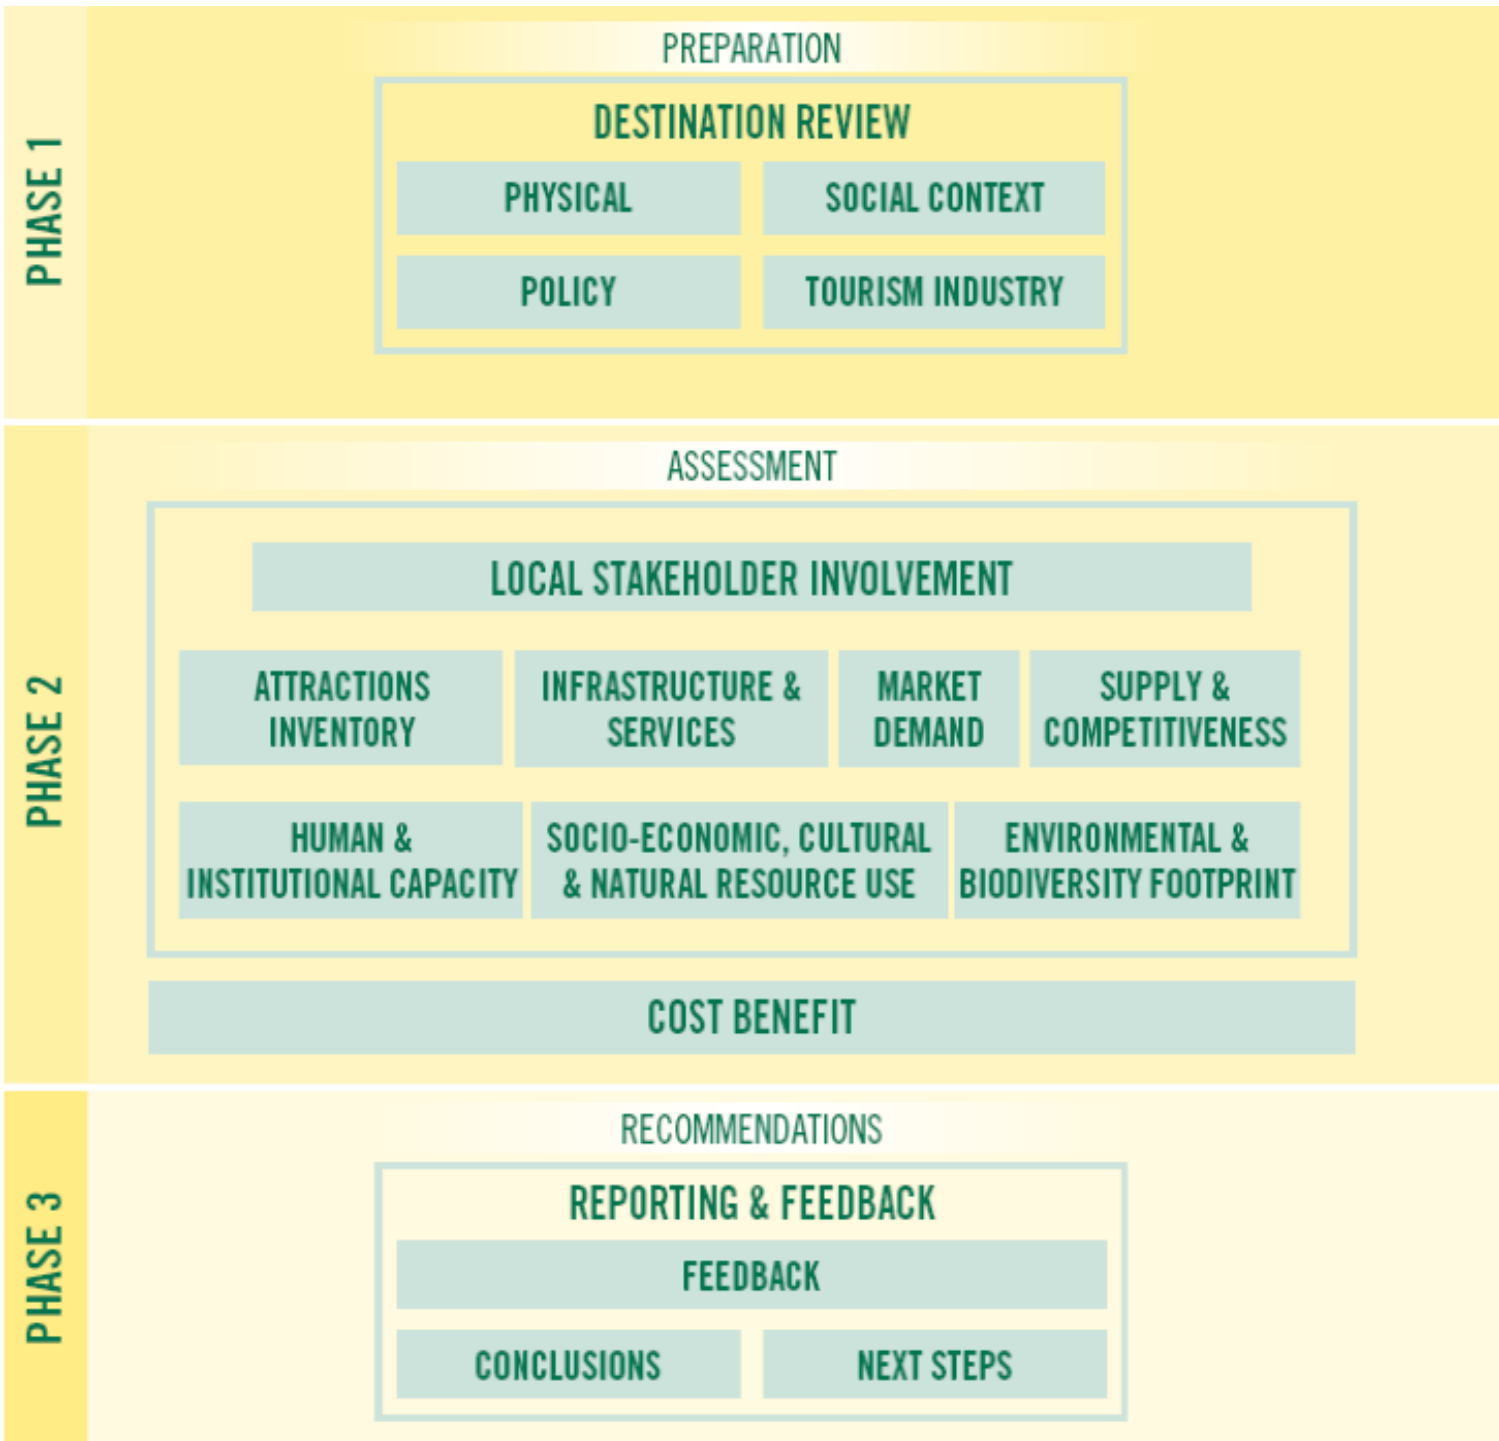 PHASE 1
PREPARATION
DESTINATION REVIEW
PHYSICAL
SOCIAL CONTEXT
POLICY
TOURISM INDUSTRY
PHASE 2
ASSESSMENT
LOCAL STAKEHOLDER INVOLVEMENT
ATTRACTIONS
INVENTORY
INFRASTRUCTURE &
SERVICES
MARKET
DEMAND
SUPPLY &
COMPETITIVENESS
HUMAN &
INSTITUTIONAL CAPACITY
SOCIO-ECONOMIC, CULTURAL
& NATURAL RESOURCE USE
ENVIRONMENTAL &
BIODIVERSITY FOOTPRINT
COST BENEFIT
PHASE 3
RECOMMENDATIONS
REPORTING & FEEDBACK
FEEDBACK
CONCLUSIONS
NEXT STEPS